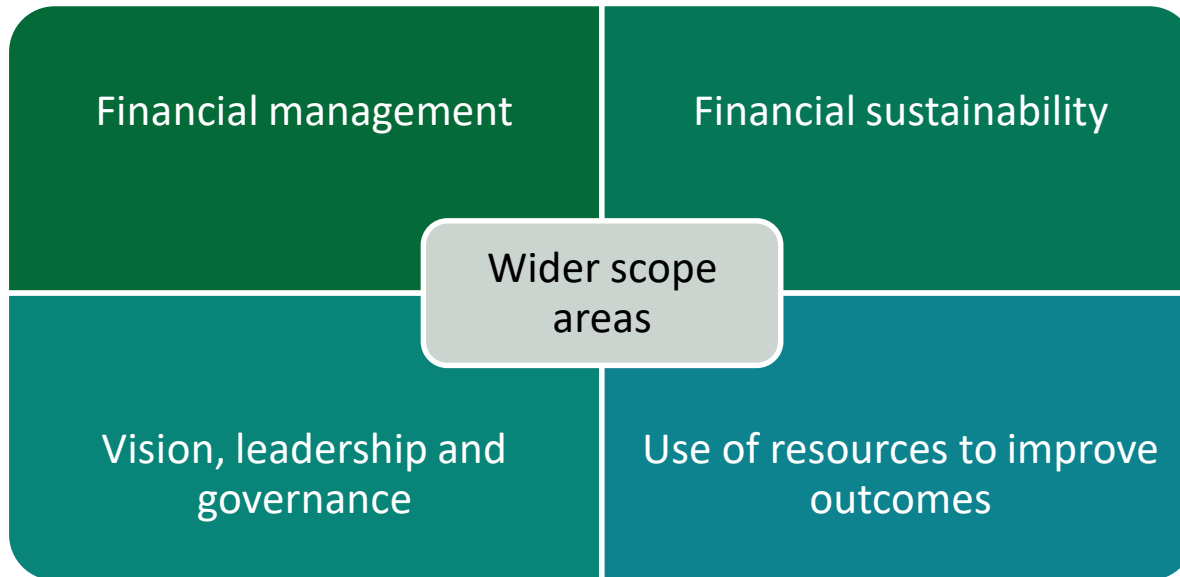 Financial management
Financial sustainability
Wider scope
areas
Vision, leadership and
governance
Use of resources to improve
outcomes